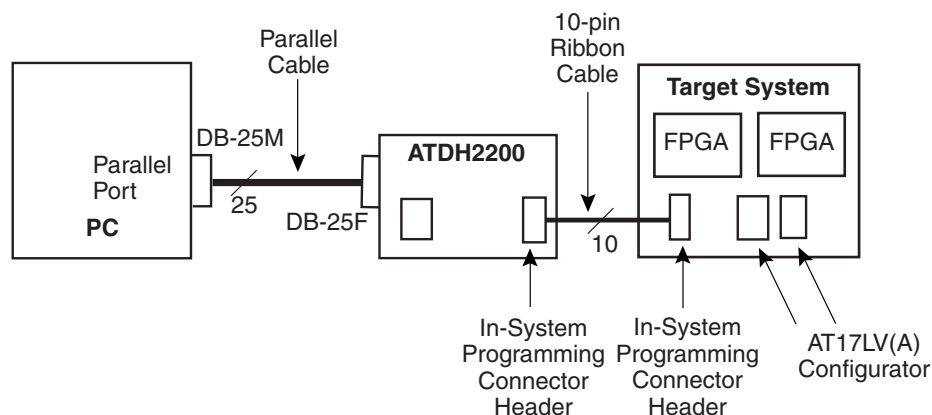 Parallel
Cable
10-pin
Ribbon
Cable
Target System
FPGA
FPGA
DB-25M
ATDH2200
Parallel
Port
PC
25
DB-25F
10
In-System
Programming
Connector
Header
In-System
Programming
Connector
Header
AT17LV(A)
Configurator